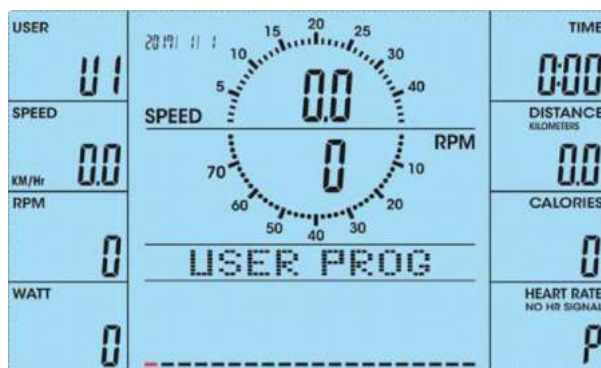 USER
U1
SPEED
0.0
KM/Hr
RPM
0
WATT
0
2017/ 1/ 1
5
10
15
20
25
30
40
0.0
SPEED
RPM
0
70
60
50
40
30
20
10
USER PROG
TIME
0:00
DISTANCE
KILOMETERS
0.0
CALORIES
0
HEART RATE
NO HR SIGNAL
P